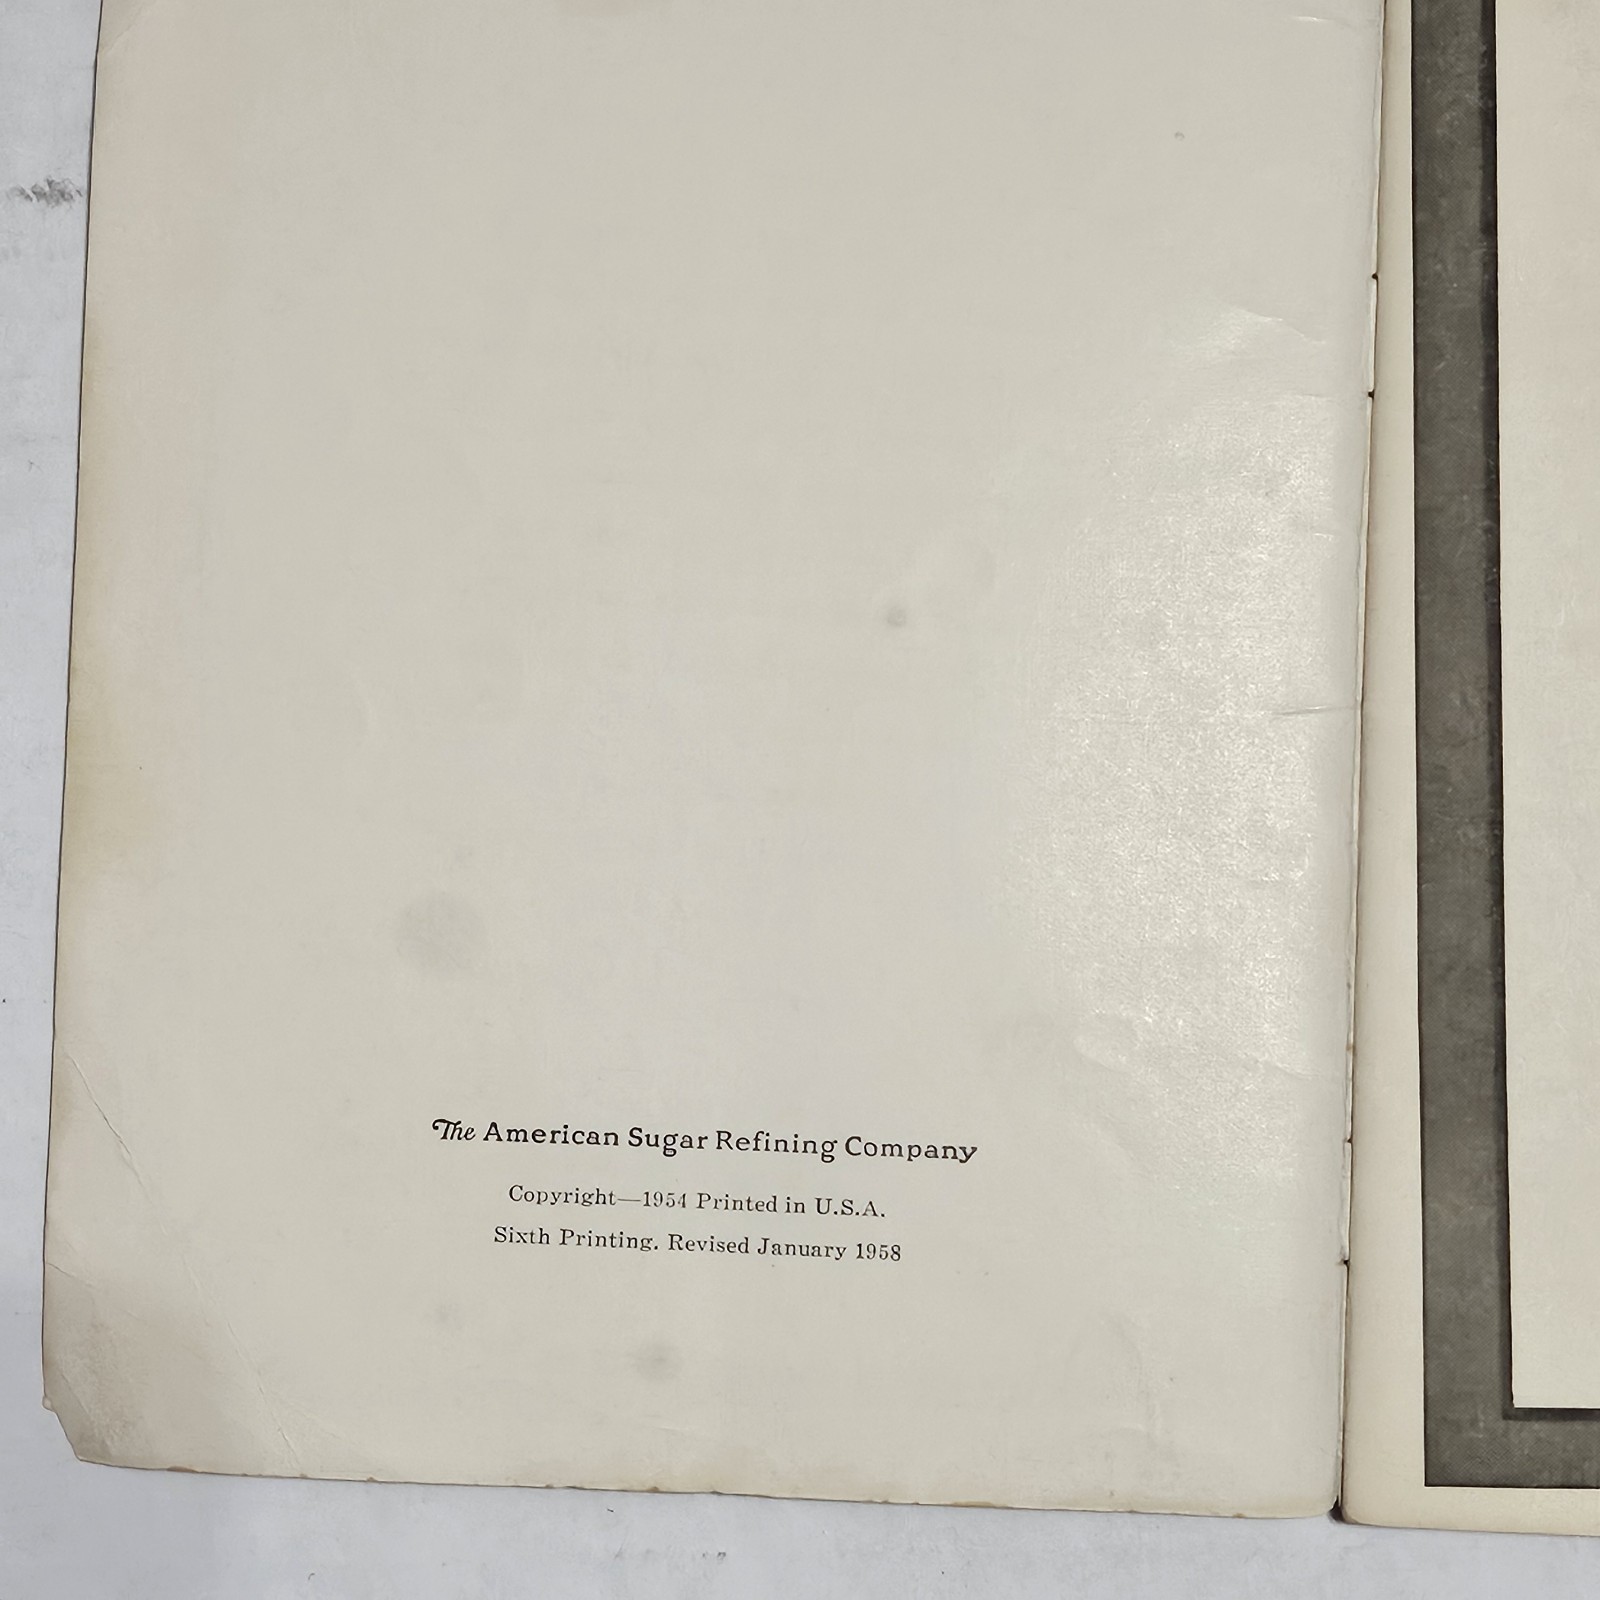 The American Sugar Refining Company
Copyright—1954 Printed in U.S.A.
Sixth Printing. Revised January 1958